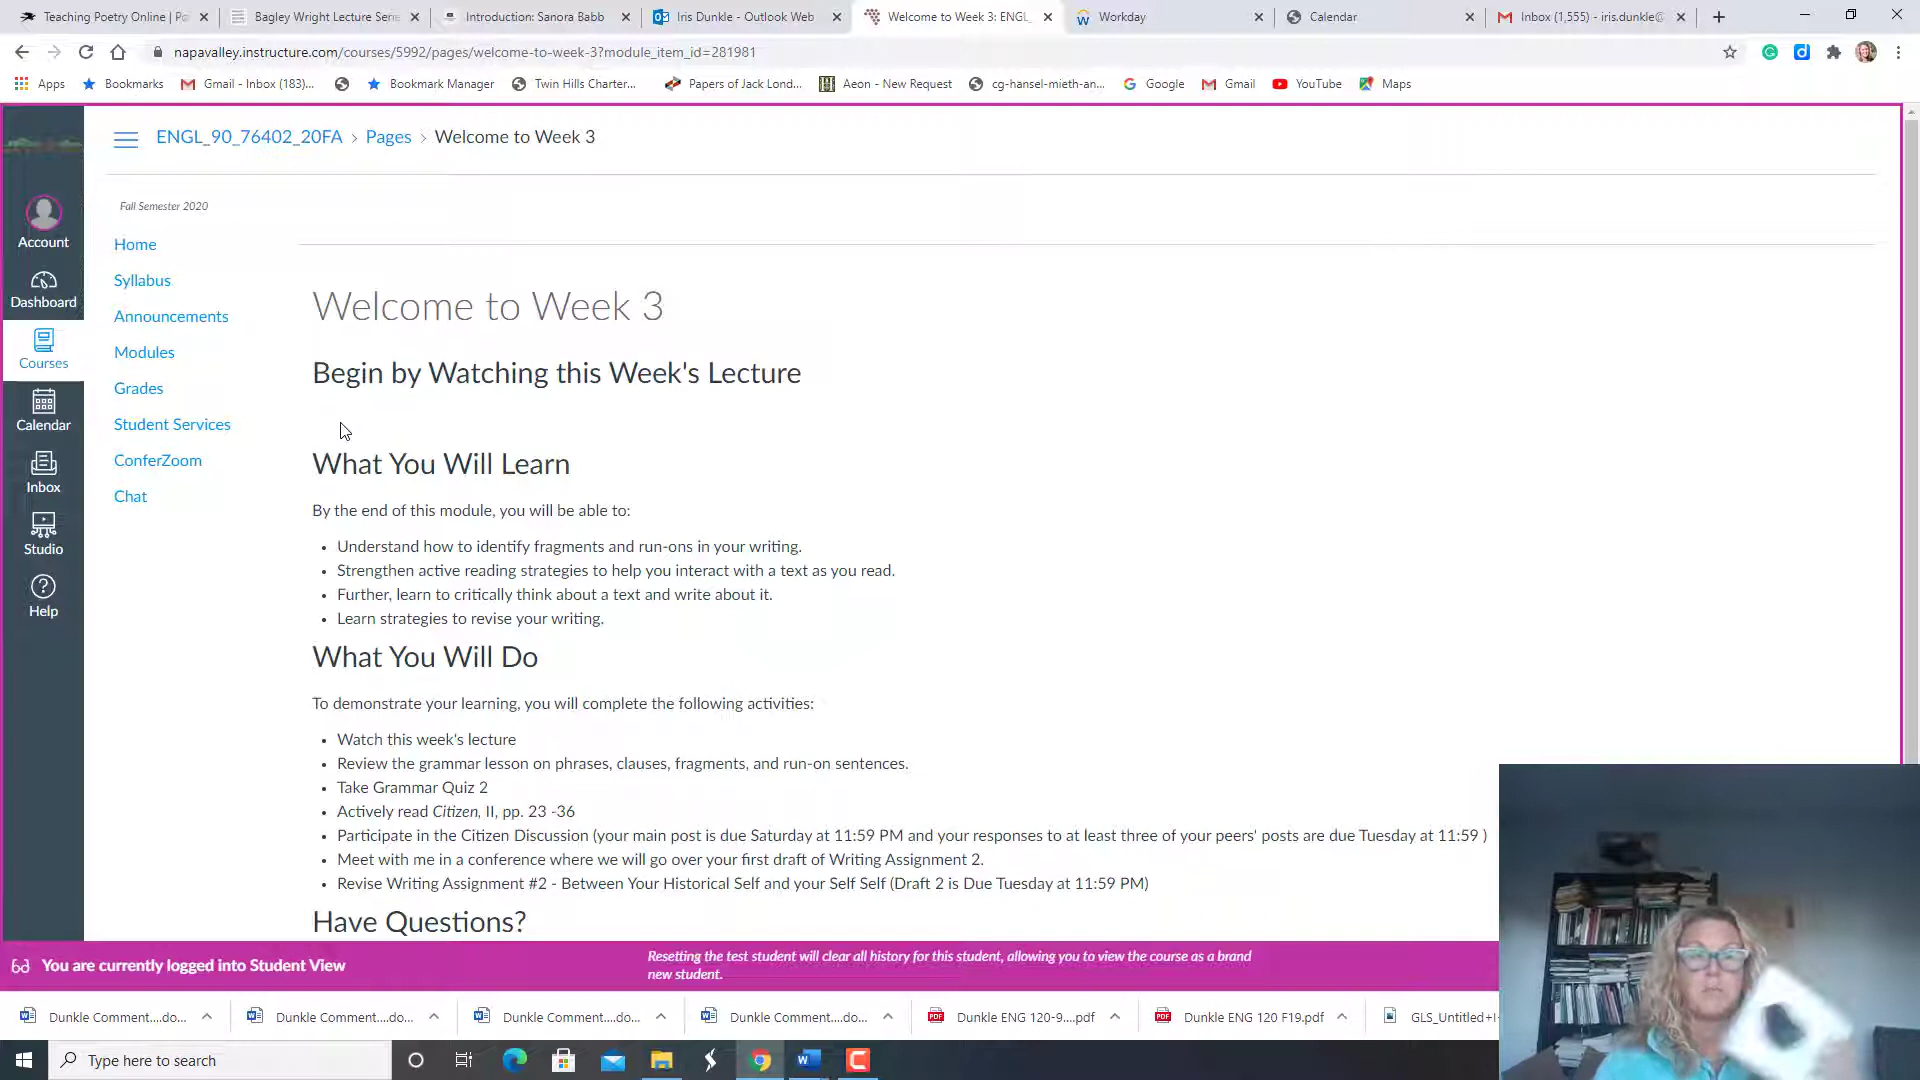 Teaching Poetry Online | Po
Bagley Wright Lecture Serie
Introduction: Sanora Babb
Iris Dunkle - Outlook Web
Welcome to Week 3: ENGL_
Workday
Calendar
Inbox (1,555) - iris.dunkle@
napavalley.instructure.com/courses/5992/pages/welcome-to-week-3?module_item_id=281981
Apps
Bookmarks
Gmail - Inbox (183)...
Bookmark Manager
Twin Hills Charter...
Papers of Jack Lond...
Aeon - New Request
cg-hansel-mieth-an...
Google
Gmail
YouTube
Maps
ENGL_90_76402_20FA > Pages > Welcome to Week 3
Fall Semester 2020
Account
Dashboard
Courses
Calendar
Inbox
Studio
Help
Home
Syllabus
Announcements
Modules
Grades
Student Services
ConferZoom
Chat
Welcome to Week 3
Begin by Watching this Week's Lecture
What You Will Learn
By the end of this module, you will be able to:
• Understand how to identify fragments and run-ons in your writing.
• Strengthen active reading strategies to help you interact with a text as you read.
• Further, learn to critically think about a text and write about it.
• Learn strategies to revise your writing.
What You Will Do
To demonstrate your learning, you will complete the following activities:
• Watch this week's lecture
• Review the grammar lesson on phrases, clauses, fragments, and run-on sentences.
• Take Grammar Quiz 2
• Actively read Citizen, II, pp. 23 -36
• Participate in the Citizen Discussion (your main post is due Saturday at 11:59 PM and your responses to at least three of your peers' posts are due Tuesday at 11:59 )
• Meet with me in a conference where we will go over your first draft of Writing Assignment 2.
• Revise Writing Assignment #2 - Between Your Historical Self and your Self Self (Draft 2 is Due Tuesday at 11:59 PM)
Have Questions?
You are currently logged into Student View
Resetting the test student will clear all history for this student, allowing you to view the course as a brand
new student.
Dunkle Comment....do...
Dunkle Comment....do...
Dunkle Comment....do...
Dunkle Comment....do...
Dunkle ENG 120-9....pdf
Dunkle ENG 120 F19.pdf
GLS_Untitled+I
Type here to search